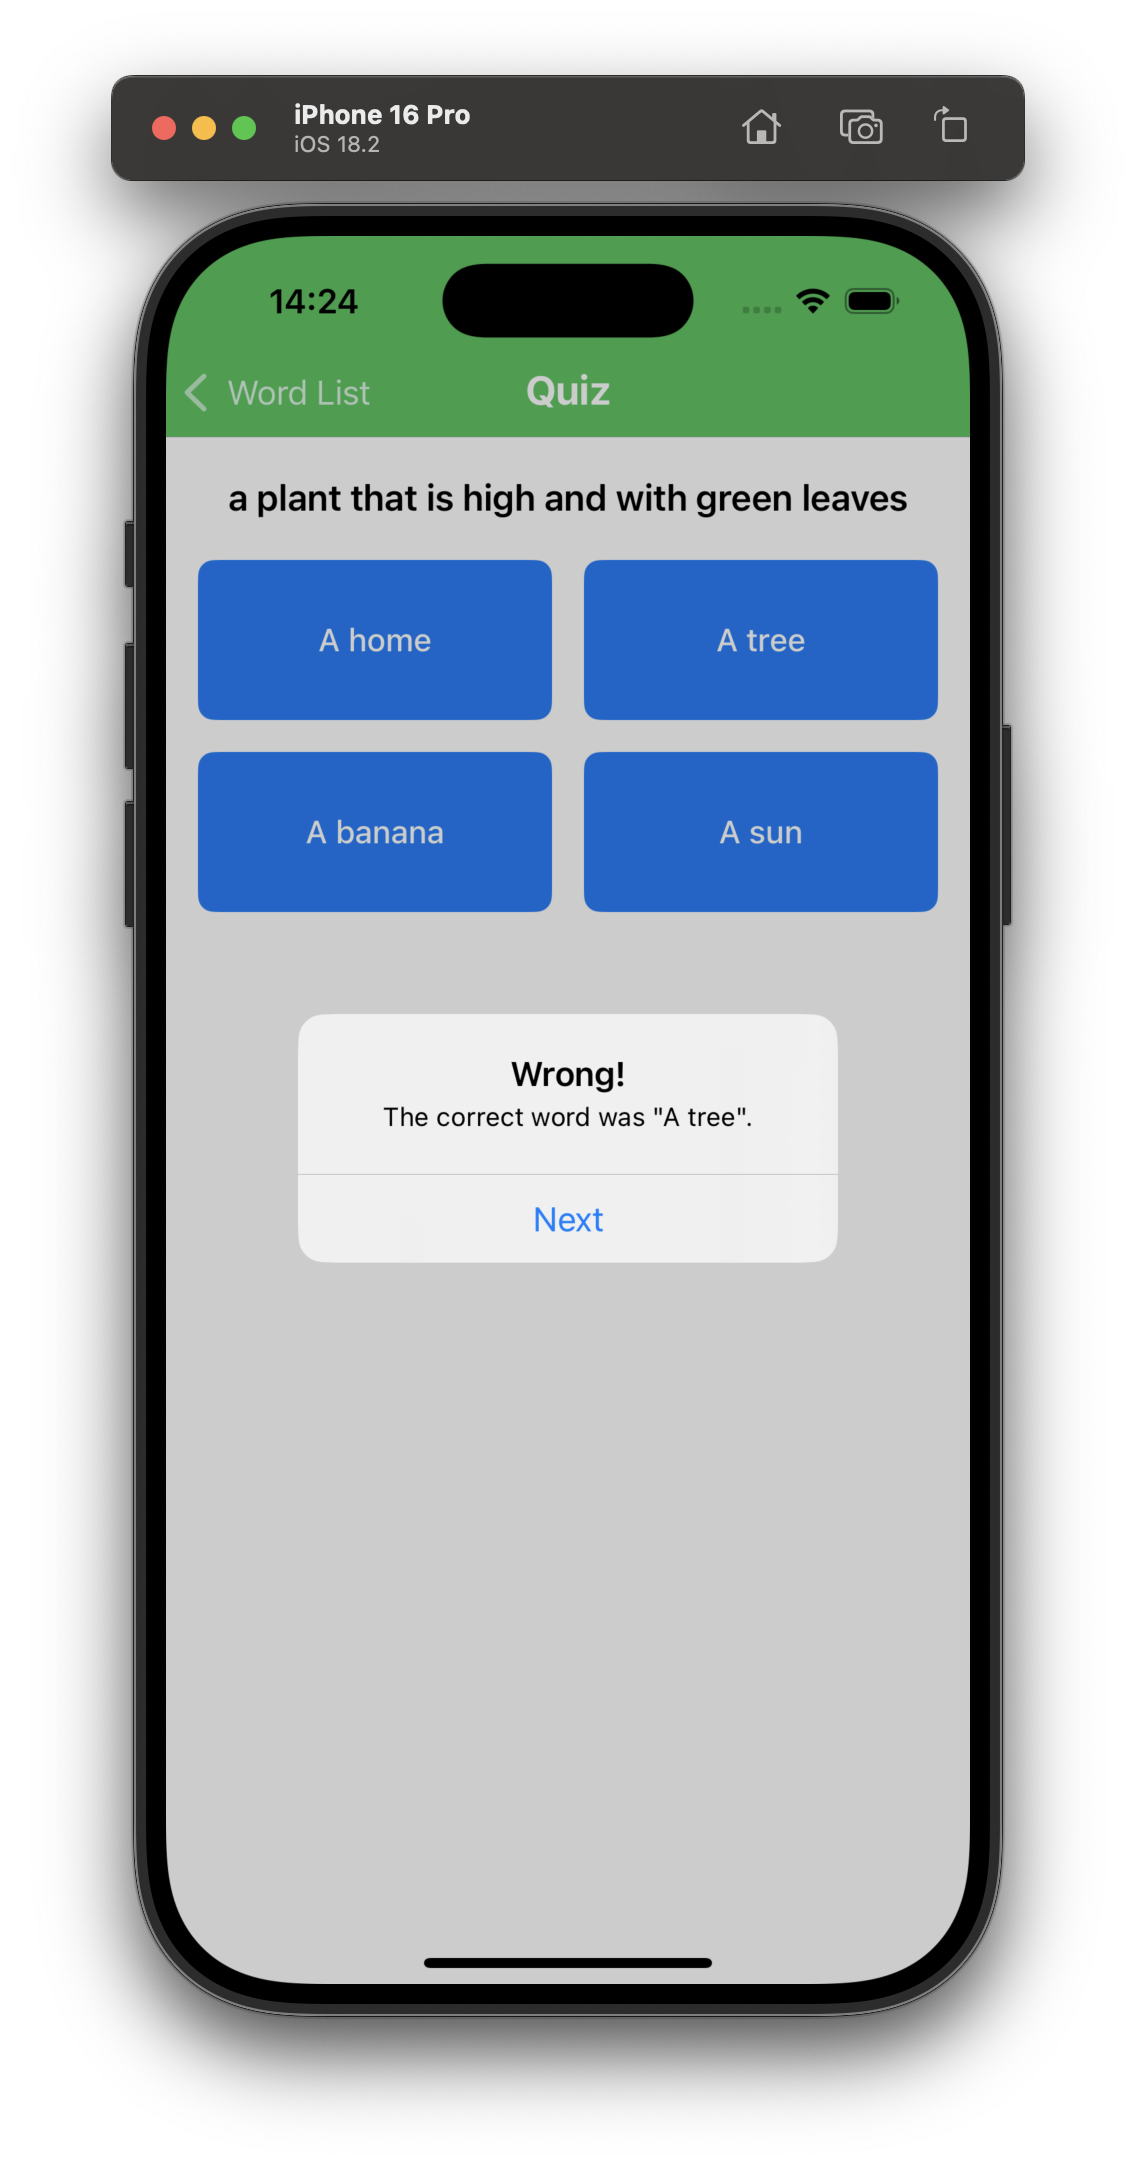 iPhone 16 Pro
iOS 18.2
14:24
Word List
Quiz
a plant that is high and with green leaves
A home
A tree
A banana
A sun
Wrong!
The correct word was "A tree".
Next